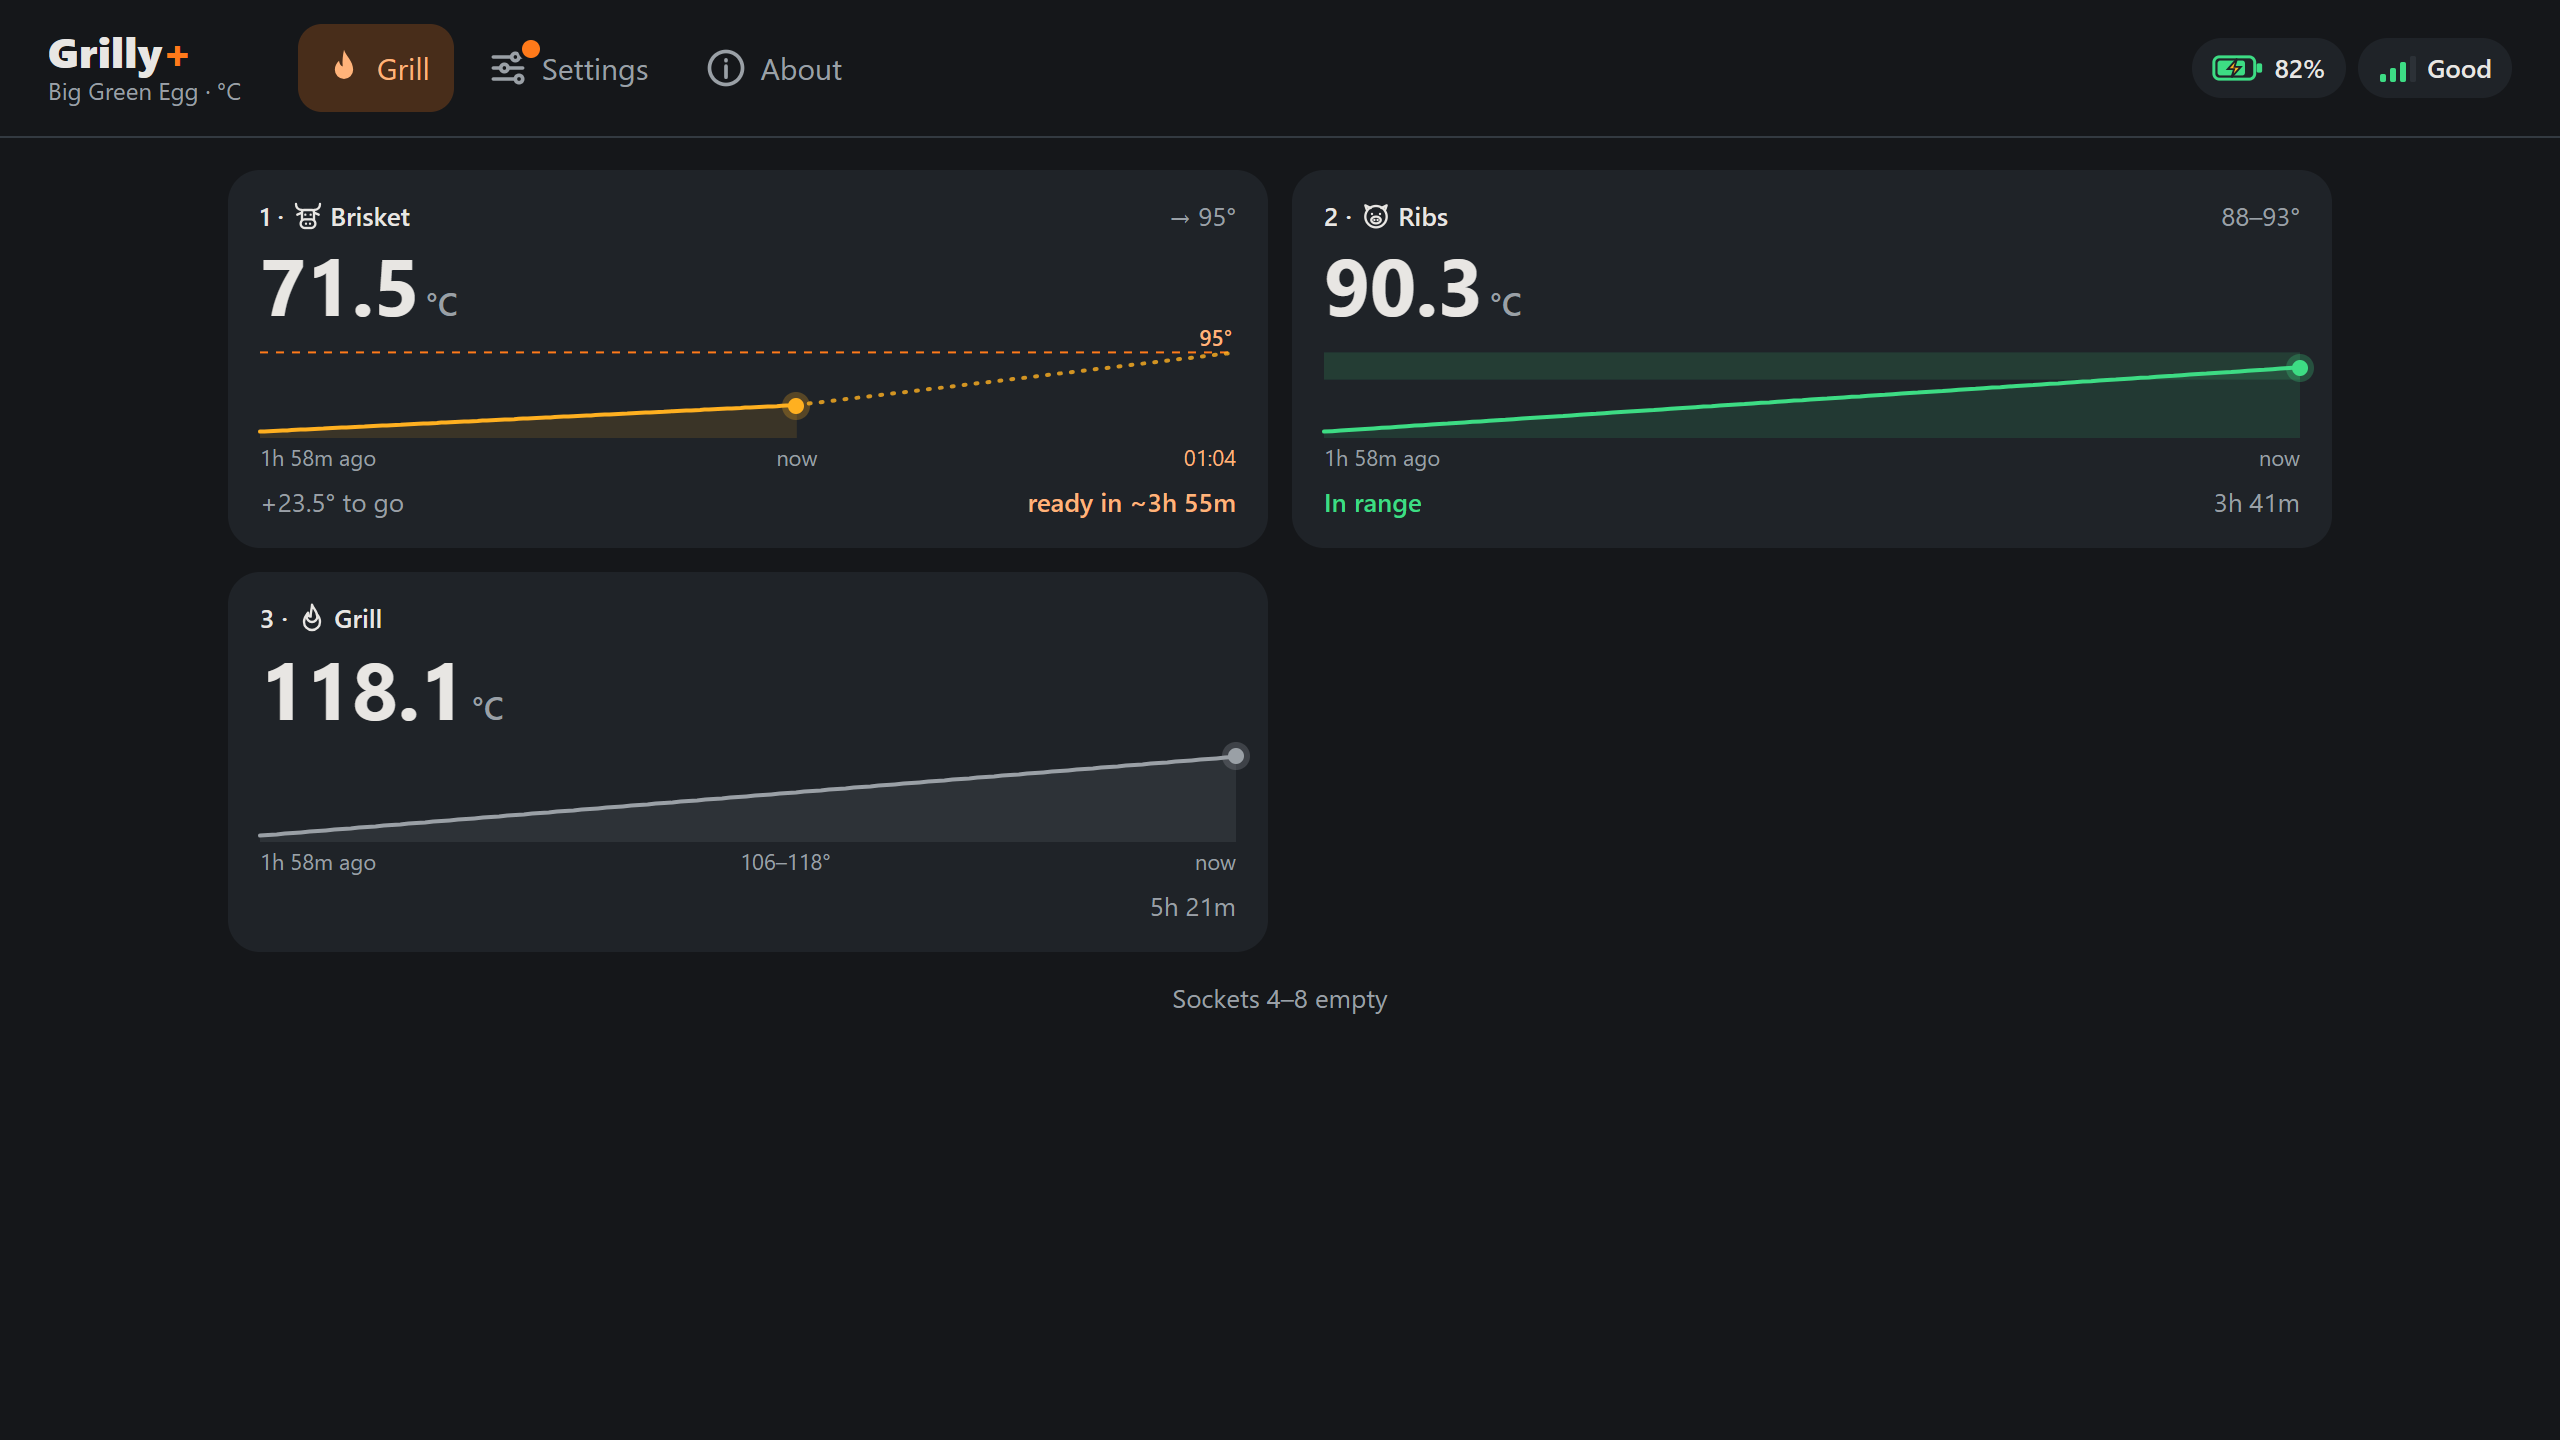 Grilly+
Big Green Egg · °C
Grill
Settings
About
82%
Good
1 · Brisket
→ 95°
71.5 °C
95°
1h 58m ago
now
01:04
+23.5° to go
ready in ~3h 55m
2 · Ribs
88–93°
90.3 °C
1h 58m ago
now
In range
3h 41m
3 · Grill
118.1 °C
1h 58m ago
106–118°
now
5h 21m
Sockets 4–8 empty